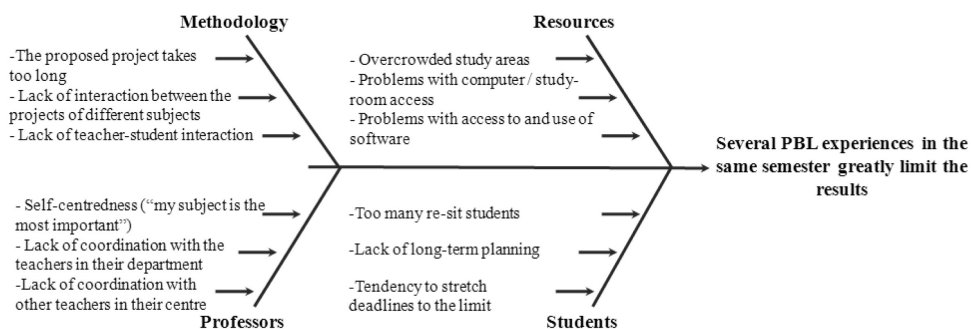 Methodology
-The proposed project takes
too long
- Lack of interaction between the
projects of different subjects
- Lack of teacher-student interaction
Resources
- Overcrowded study areas
- Problems with computer / study-
room access
- Problems with access to and use of
software
Several PBL experiences in the
same semester greatly limit the
results
- Self-centredness (“my subject is the
most important”)
- Lack of coordination with the
teachers in their department
-Lack of coordination with
other teachers in their centre
Professors
-Too many re-sit students
-Lack of long-term planning
-Tendency to stretch
deadlines to the limit
Students